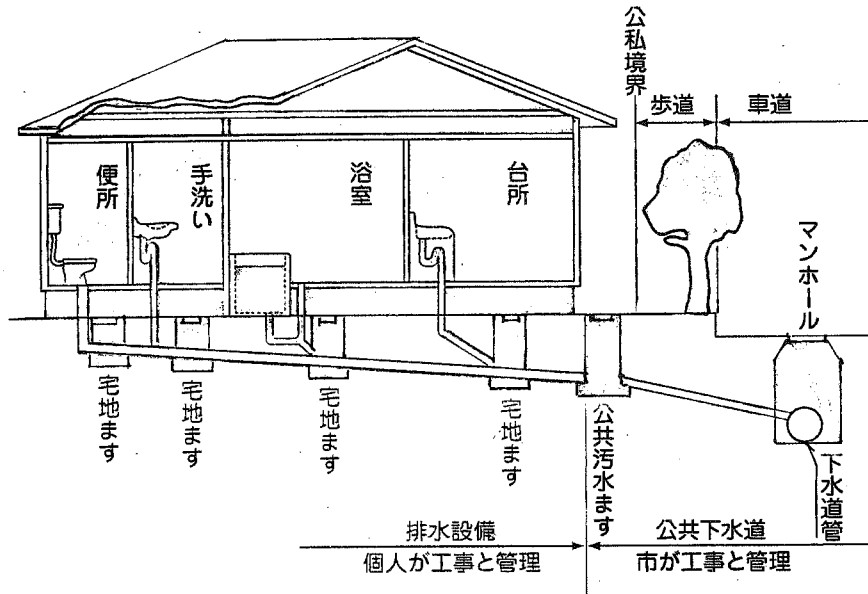 公私境界
歩道
車道
便所
手洗い
浴室
台所
マンホール
宅地ます
宅地ます
宅地ます
宅地ます
公共汚水ます
下水道管
排水設備
個人が工事と管理
公共下水道
市が工事と管理